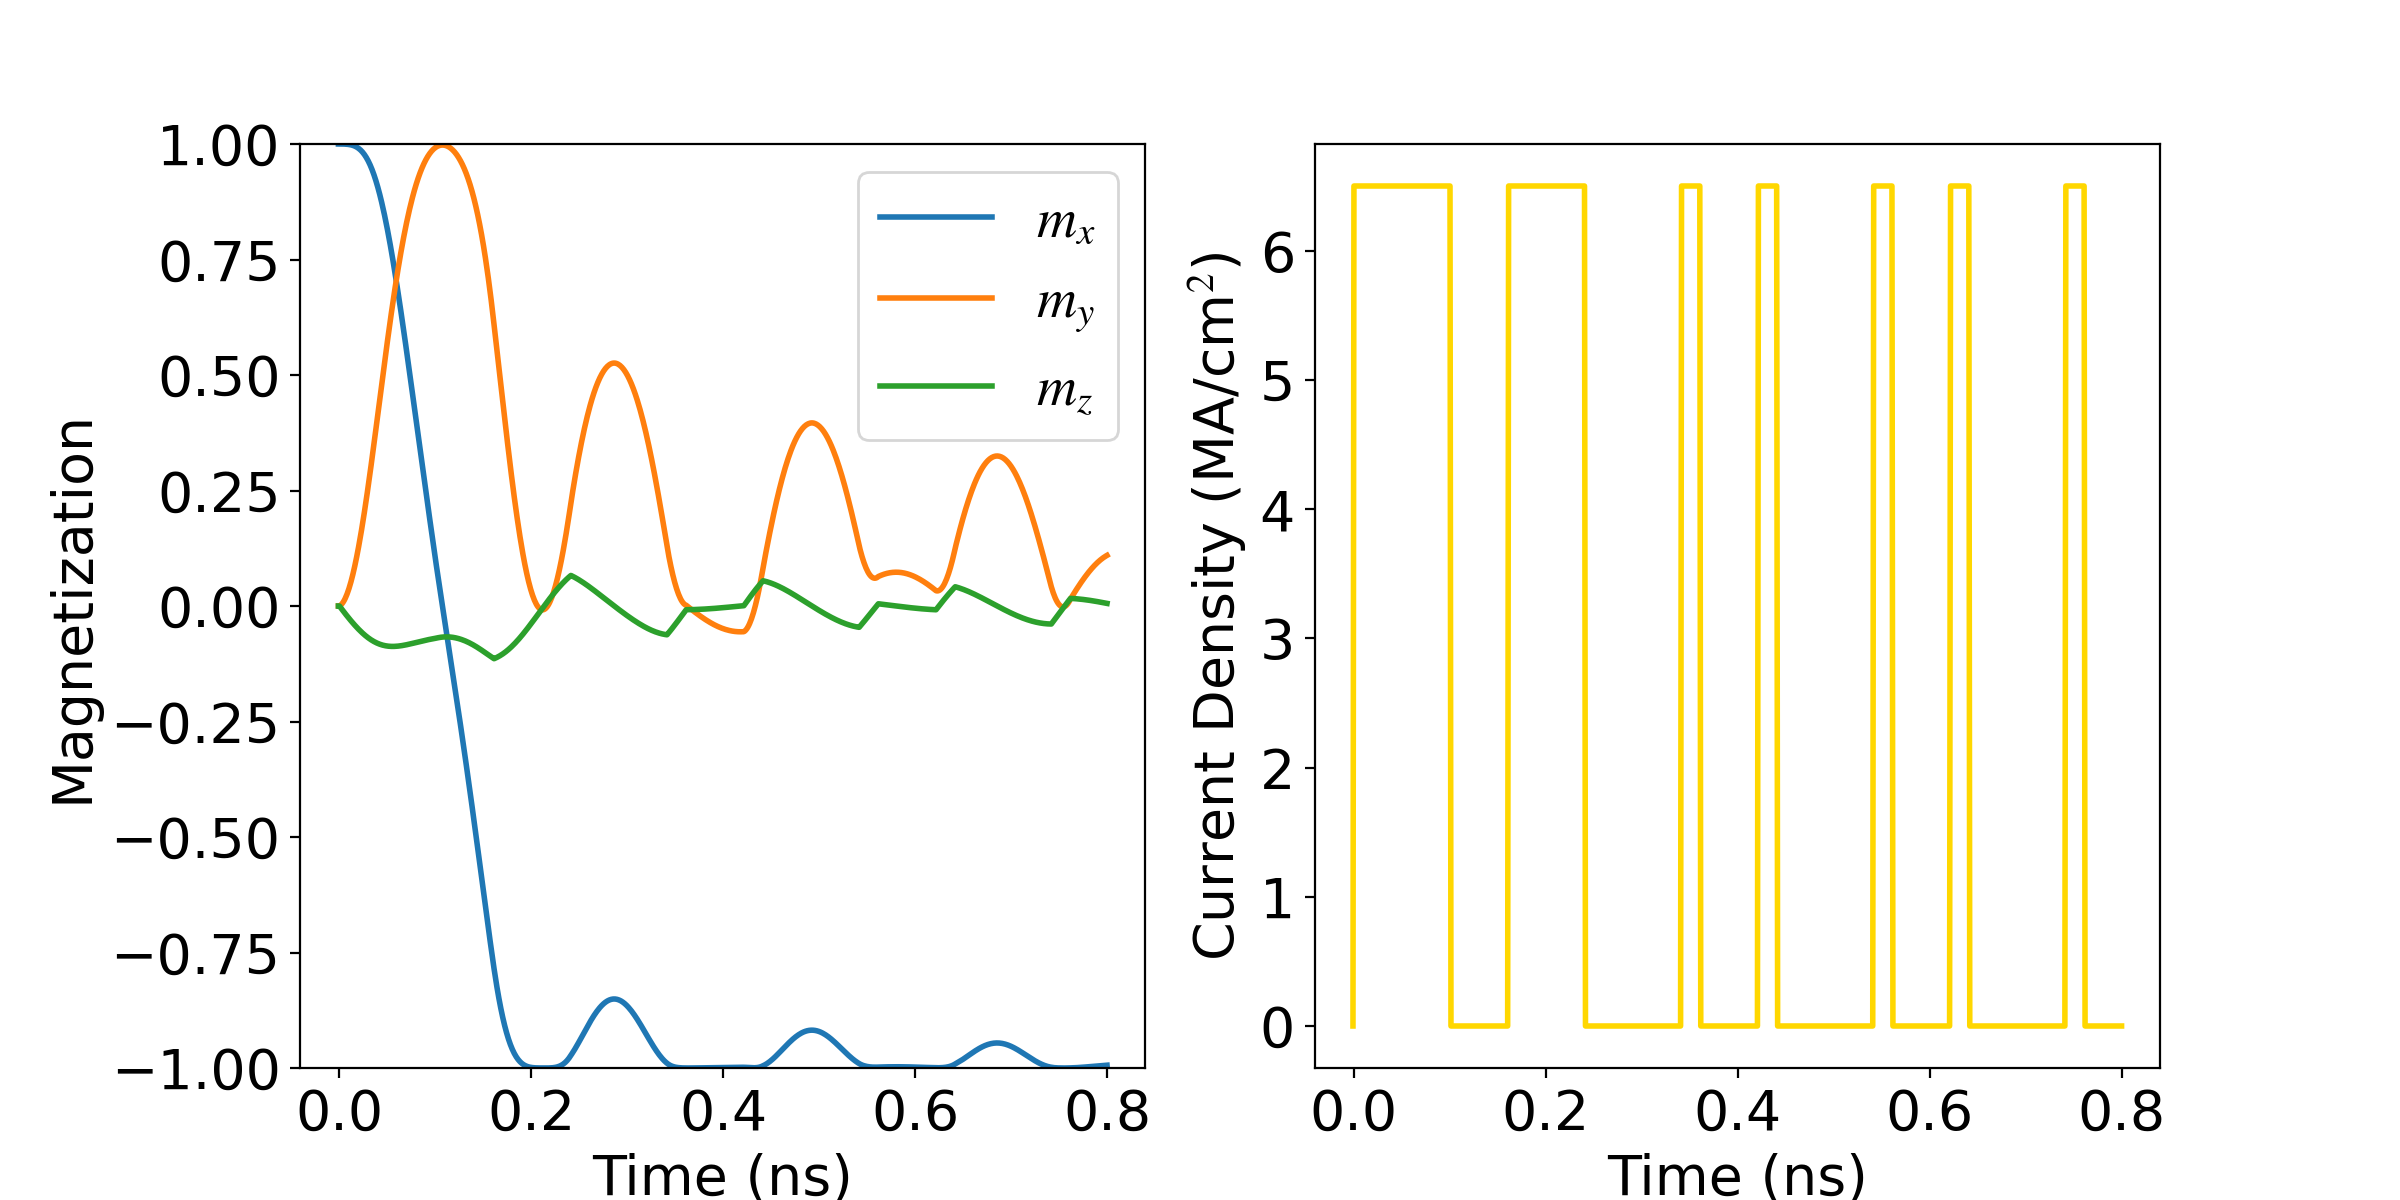 1.00
0.75
0.50
0.25
0.00
−0.25
−0.50
−0.75
−1.00
Magnetization
0.0 0.2 0.4 0.6 0.8
Time (ns)
m_x
m_y
m_z
6
5
4
3
2
1
0
Current Density (MA/cm²)
0.0 0.2 0.4 0.6 0.8
Time (ns)